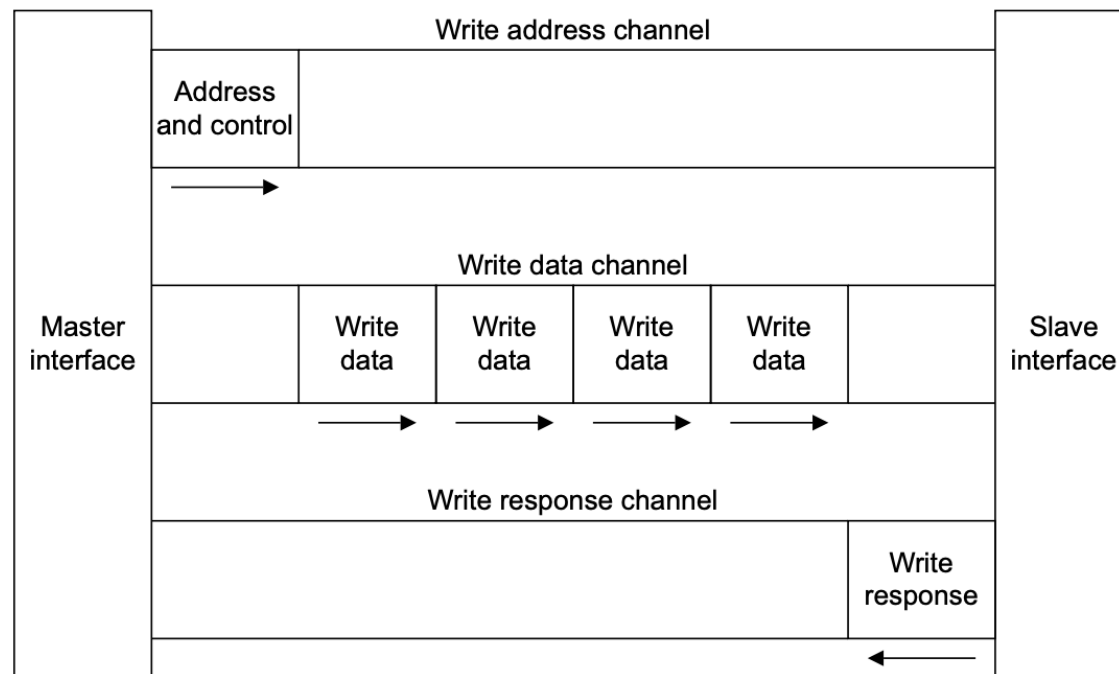 Write address channel
Address
and control
Write data channel
Master
interface
Write
data
Write
data
Write
data
Write
data
Slave
interface
Write response channel
Write
response